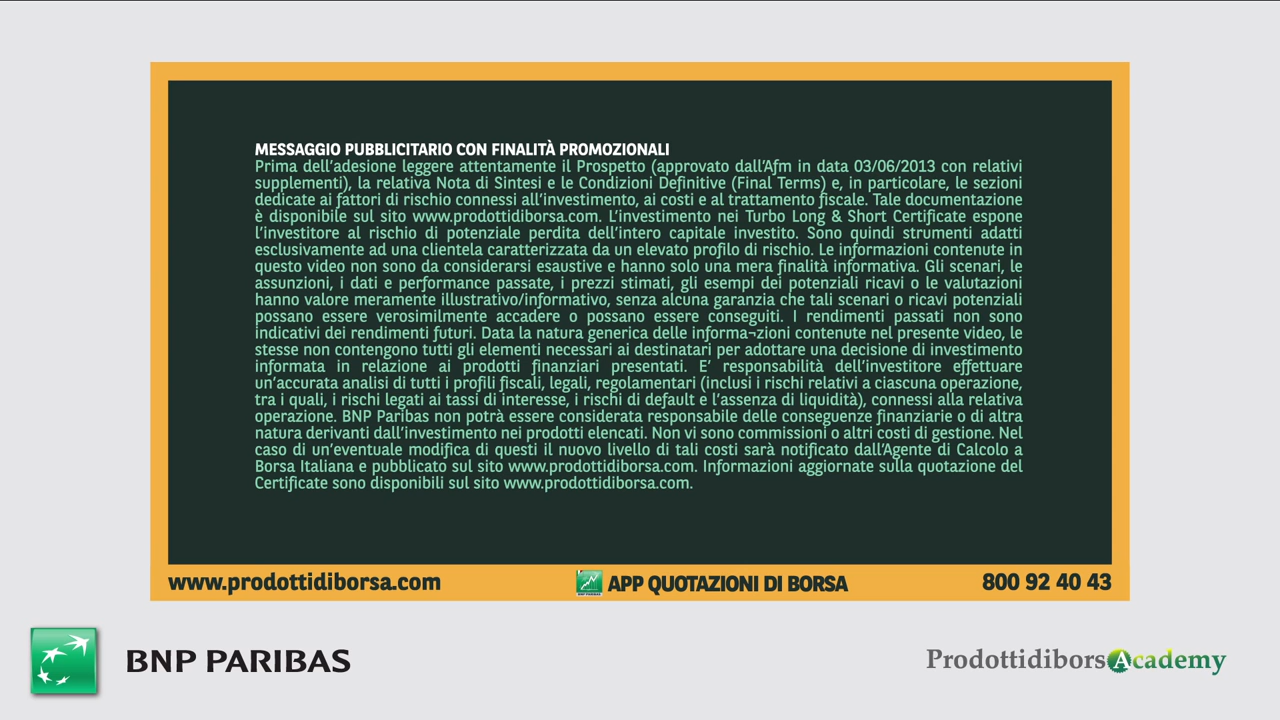 MESSAGGIO PUBBLICITARIO CON FINALITÀ PROMOZIONALI
Prima dell'adesione leggere attentamente il Prospetto (approvato dall'Afm in data 03/06/2013 con relativi
supplementi), la relativa Nota di Sintesi e le Condizioni Definitive (Final Terms) e, in particolare, le sezioni
dedicate ai fattori di rischio connessi all'investimento, ai costi e al trattamento fiscale. Tale documentazione
è disponibile sul sito www.prodottidiborsa.com. L'investimento nei Turbo Long & Short Certificate espone
l'investitore al rischio di potenziale perdita dell'intero capitale investito. Sono quindi strumenti adatti
esclusivamente ad una clientela caratterizzata da un elevato profilo di rischio. Le informazioni contenute in
questo video non sono da considerarsi esaustive e hanno solo una mera finalità informativa. Gli scenari, le
assunzioni, i dati e performance passate, i prezzi stimati, gli esempi dei potenziali ricavi o le valutazioni
hanno valore meramente illustrativo/informativo, senza alcuna garanzia che tali scenari o ricavi potenziali
possano essere verosimilmente accadere o possano essere conseguiti. I rendimenti passati non sono
indicativi dei rendimenti futuri. Data la natura generica delle informa¬zioni contenute nel presente video, le
stesse non contengono tutti gli elementi necessari ai destinatari per adottare una decisione di investimento
informata in relazione ai prodotti finanziari presentati. E' responsabilità dell'investitore effettuare
un'accurata analisi di tutti i profili fiscali, legali, regolamentari (inclusi i rischi relativi a ciascuna operazione,
tra i quali, i rischi legati ai tassi di interesse, i rischi di default e l'assenza di liquidità), connessi alla relativa
operazione. BNP Paribas non potrà essere considerata responsabile delle conseguenze finanziarie o di altra
natura derivanti dall'investimento nei prodotti elencati. Non vi sono commissioni o altri costi di gestione. Nel
caso di un'eventuale modifica di questi il nuovo livello di tali costi sarà notificato dall'Agente di Calcolo a
Borsa Italiana e pubblicato sul sito www.prodottidiborsa.com. Informazioni aggiornate sulla quotazione del
Certificate sono disponibili sul sito www.prodottidiborsa.com.
www.prodottidiborsa.com
APP QUOTAZIONI DI BORSA
800 92 40 43
BNP PARIBAS
ProdottidiborsAcademy